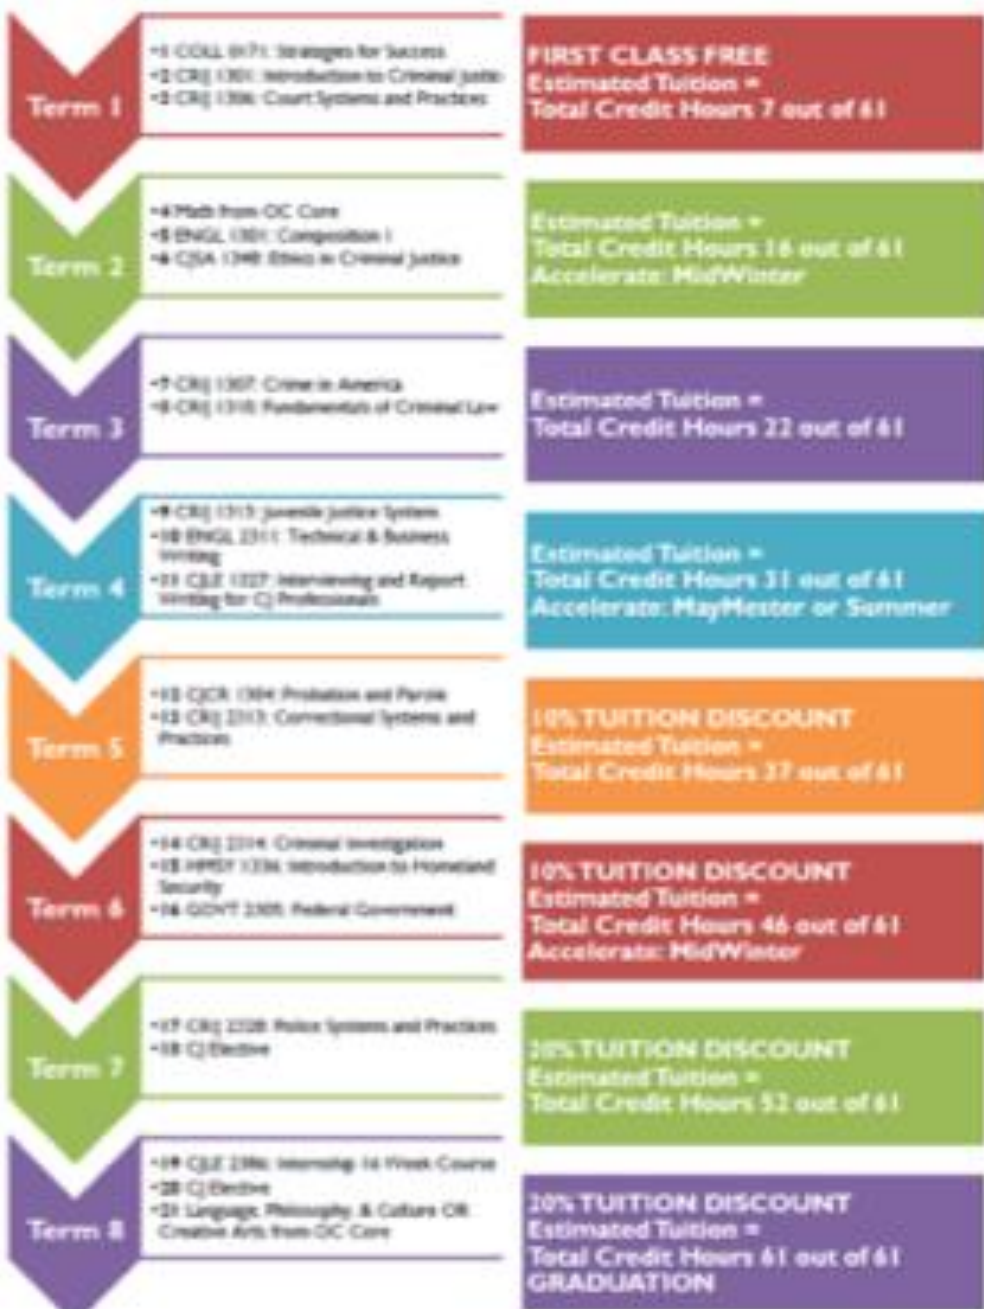 Term 1
•1 COLL 0171: Strategies for Success
•2 CRIJ 1301: Introduction to Criminal Justic
•3 CRIJ 1306: Court Systems and Practices
FIRST CLASS FREE
Estimated Tuition =
Total Credit Hours 7 out of 61
Term 2
•4 Math from OC Core
•5 ENGL 1301: Composition I
•6 CJSA 1348: Ethics in Criminal Justice
Estimated Tuition =
Total Credit Hours 16 out of 61
Accelerate: MidWinter
Term 3
•7 CRIJ 1307: Crime in America
•8 CRIJ 1310: Fundamentals of Criminal Law
Estimated Tuition =
Total Credit Hours 22 out of 61
Term 4
•9 CRIJ 1313: Juvenile Justice System
•10 ENGL 2311: Technical & Business
Writing
•11 CJLE 1327: Interviewing and Report
Writing for CJ Professionals
Estimated Tuition =
Total Credit Hours 31 out of 61
Accelerate: MayMester or Summer
Term 5
•12 CJCR 1304: Probation and Parole
•13 CRIJ 2313: Correctional Systems and
Practices
10% TUITION DISCOUNT
Estimated Tuition =
Total Credit Hours 37 out of 61
Term 6
•14 CRIJ 2314: Criminal Investigation
•15 HMSY 1336: Introduction to Homeland
Security
•16 GOVT 2305: Federal Government
10% TUITION DISCOUNT
Estimated Tuition =
Total Credit Hours 46 out of 61
Accelerate: MidWinter
Term 7
•17 CRIJ 2328: Police Systems and Practices
•18 CJ Elective
20% TUITION DISCOUNT
Estimated Tuition =
Total Credit Hours 52 out of 61
Term 8
•19 CJLE 2386: Internship 16 Week Course
•20 CJ Elective
•21 Language, Philosophy, & Culture OR
Creative Arts from OC Core
20% TUITION DISCOUNT
Estimated Tuition =
Total Credit Hours 61 out of 61
GRADUATION